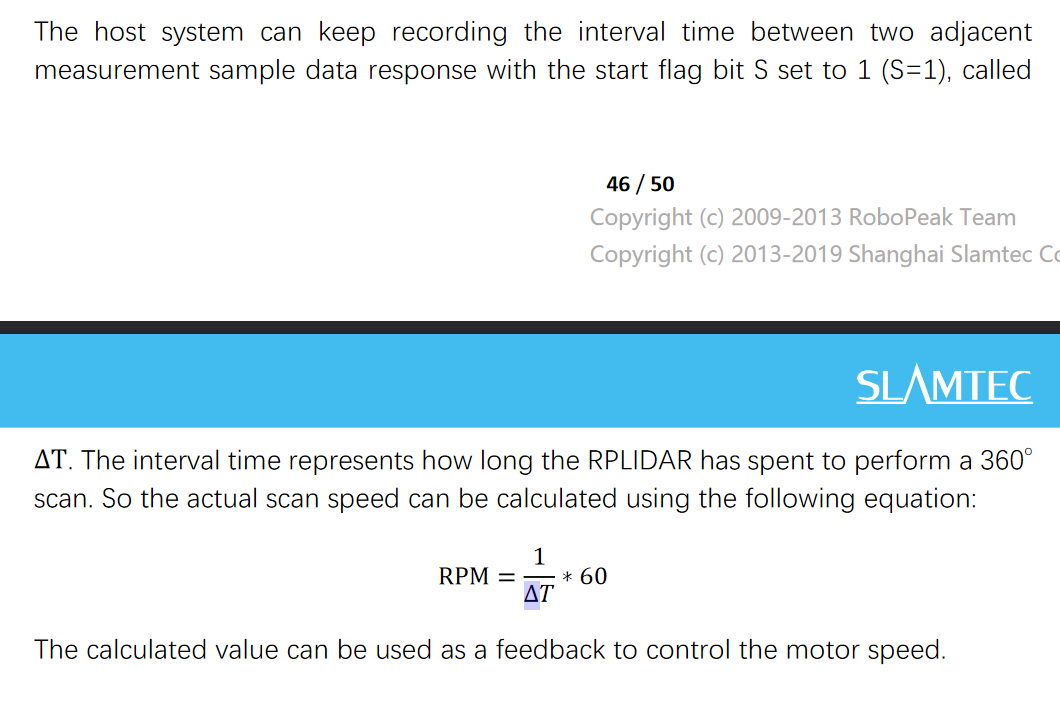 The host system can keep recording the interval time between two adjacent
measurement sample data response with the start flag bit S set to 1 (S=1), called
46 / 50
Copyright (c) 2009-2013 RoboPeak Team
Copyright (c) 2013-2019 Shanghai Slamtec
SLAMTEC
ΔT. The interval time represents how long the RPLIDAR has spent to perform a 360°
scan. So the actual scan speed can be calculated using the following equation:
RPM = 1/ΔT * 60
The calculated value can be used as a feedback to control the motor speed.